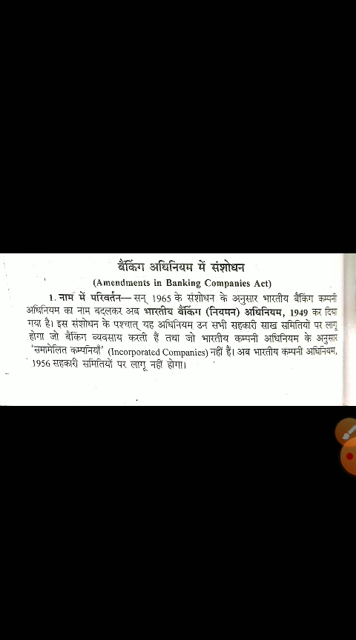 बैंकिंग अधिनियम में संशोधन
(Amendments in Banking Companies Act)
1. नाम में परिवर्तन— सन् 1965 के संशोधन के अनुसार भारतीय बैंकिंग कम्पनी
अधिनियम का नाम बदलकर अब भारतीय बैंकिंग (नियमन) अधिनियम, 1949 कर दिया
गया है। इस संशोधन के पश्चात् यह अधिनियम उन सभी सहकारी साख समितियों पर लागू
होगा जो बैंकिंग व्यवसाय करती हैं तथा जो भारतीय कम्पनी अधिनियम के अनुसार
'समामेलित कम्पनियाँ' (Incorporated Companies) नहीं हैं। अब भारतीय कम्पनी अधिनियम,
1956 सहकारी समितियों पर लागू नहीं होगा।